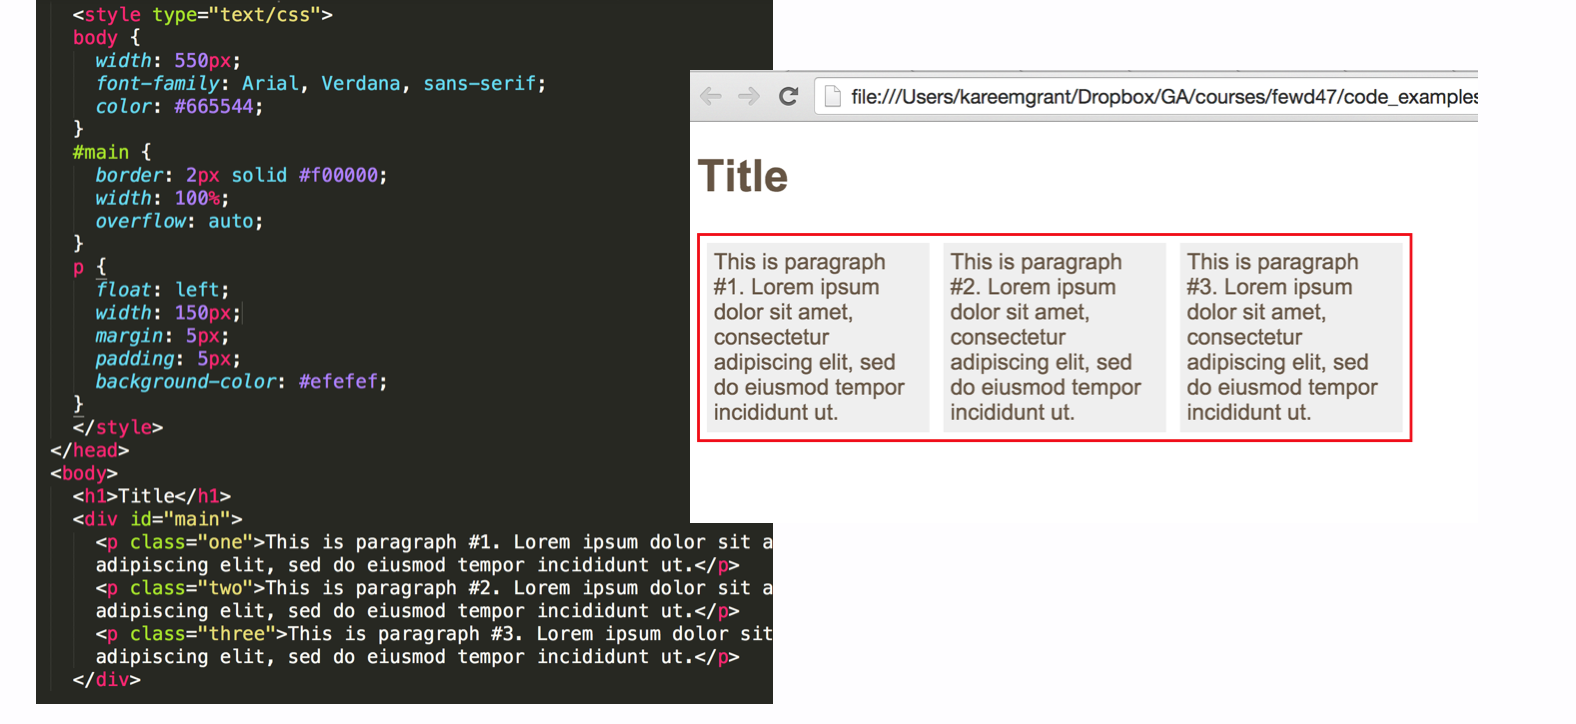 <style type="text/css">
body {
width: 550px;
font-family: Arial, Verdana, sans-serif;
color: #665544;
}
#main {
border: 2px solid #f00000;
width: 100%;
overflow: auto;
}
p {
float: left;
width: 150px;
margin: 5px;
padding: 5px;
background-color: #efefef;
}
</style>
</head>
<body>
<h1>Title</h1>
<div id="main">
<p class="one">This is paragraph #1. Lorem ipsum dolor sit a
adipiscing elit, sed do eiusmod tempor incididunt ut.</p>
<p class="two">This is paragraph #2. Lorem ipsum dolor sit a
adipiscing elit, sed do eiusmod tempor incididunt ut.</p>
<p class="three">This is paragraph #3. Lorem ipsum dolor sit
adipiscing elit, sed do eiusmod tempor incididunt ut.</p>
</div>
file:///Users/kareemgrant/Dropbox/GA/courses/fewd47/code_examples
Title
This is paragraph
#1. Lorem ipsum
dolor sit amet,
consectetur
adipiscing elit, sed
do eiusmod tempor
incididunt ut.
This is paragraph
#2. Lorem ipsum
dolor sit amet,
consectetur
adipiscing elit, sed
do eiusmod tempor
incididunt ut.
This is paragraph
#3. Lorem ipsum
dolor sit amet,
consectetur
adipiscing elit, sed
do eiusmod tempor
incididunt ut.